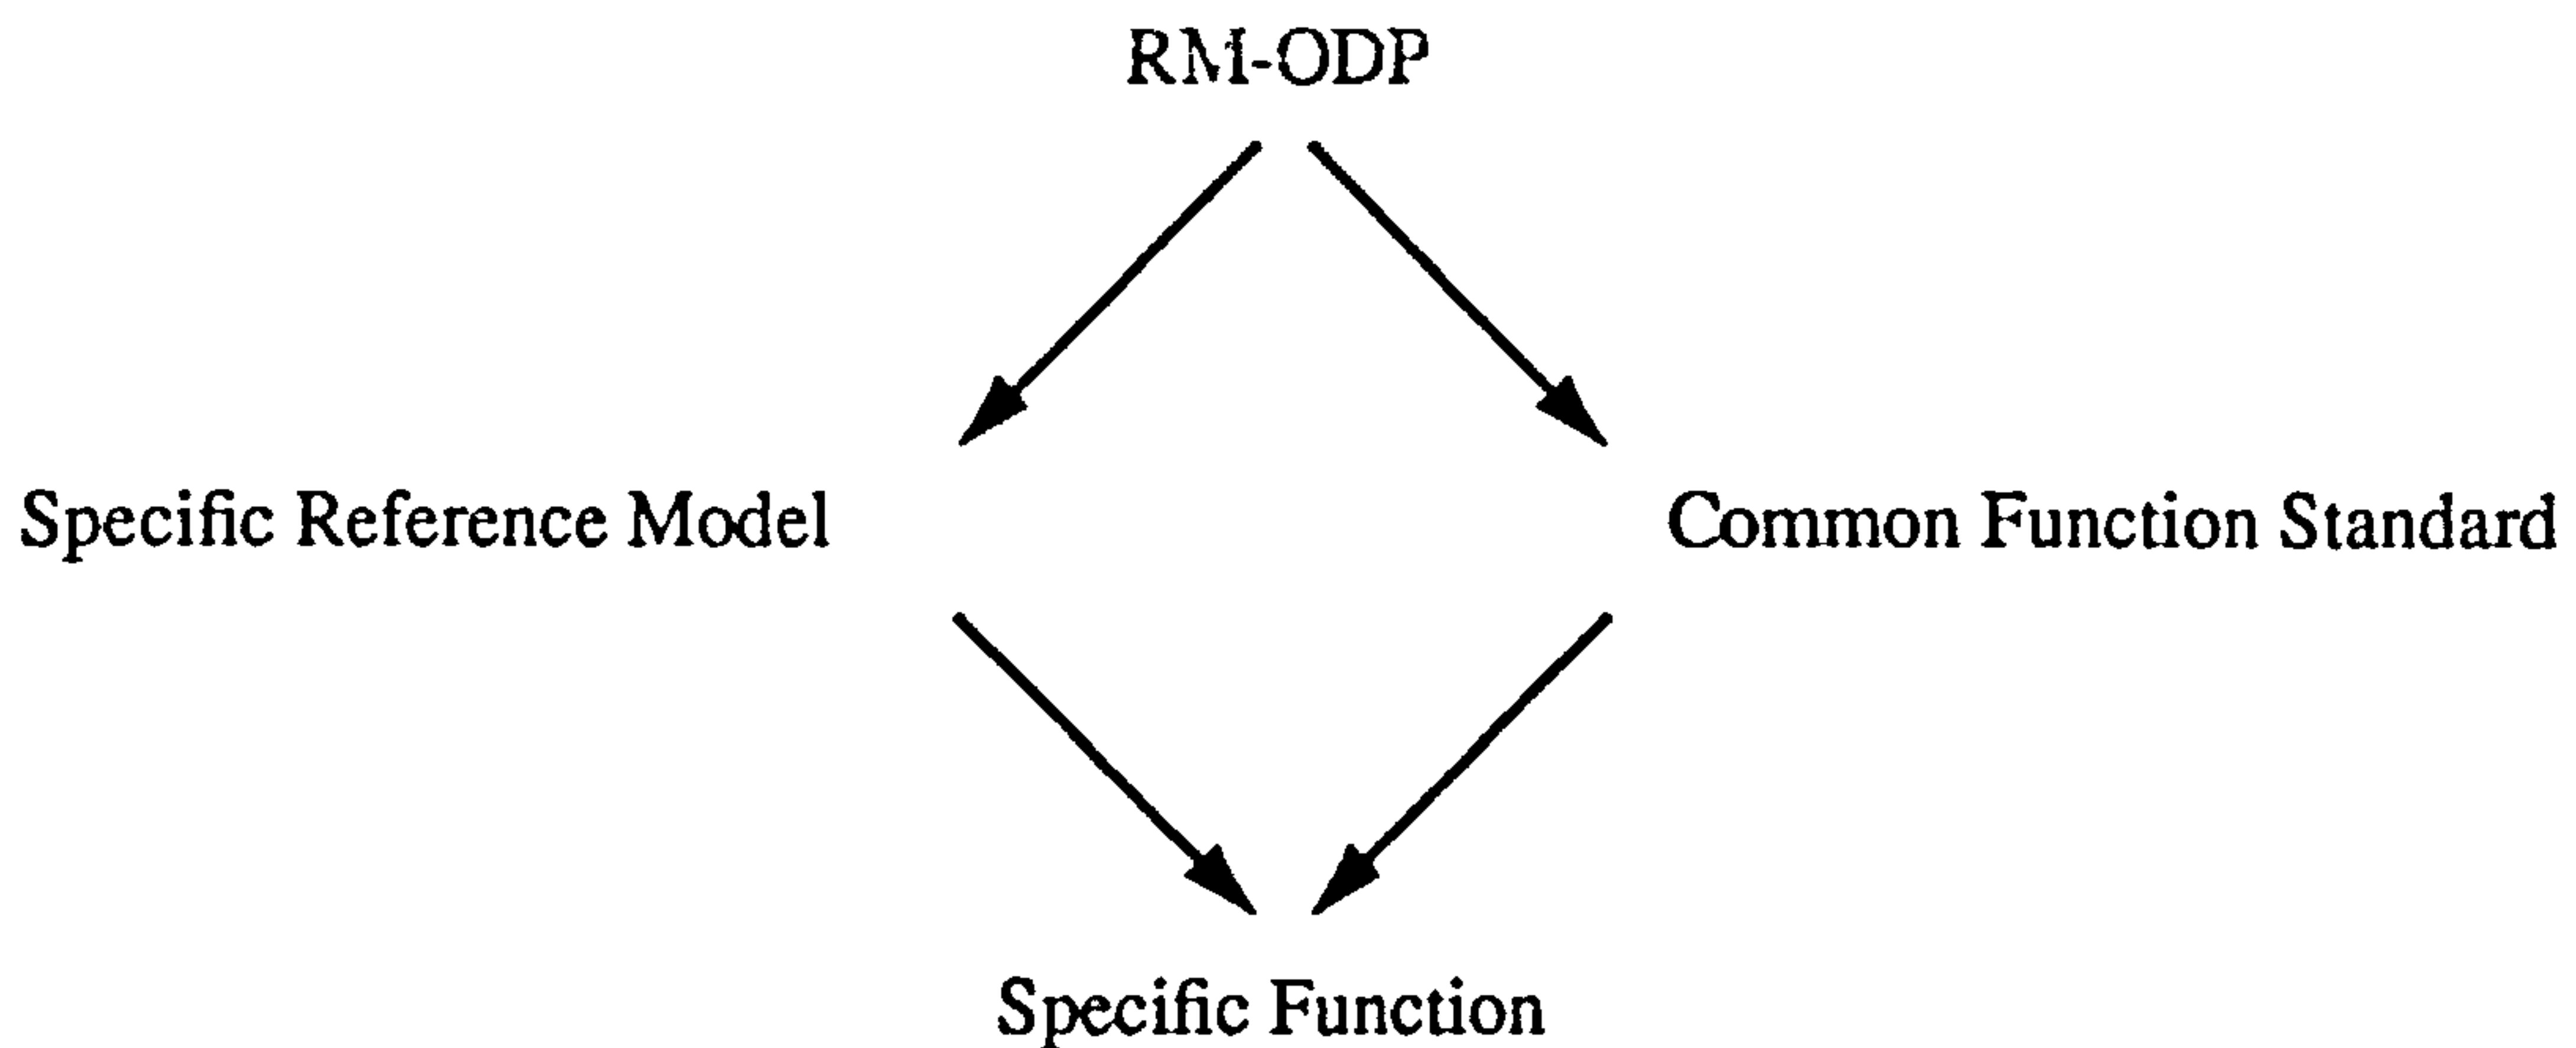 RM-ODP
Specific Reference Model
Common Function Standard
Specific Function